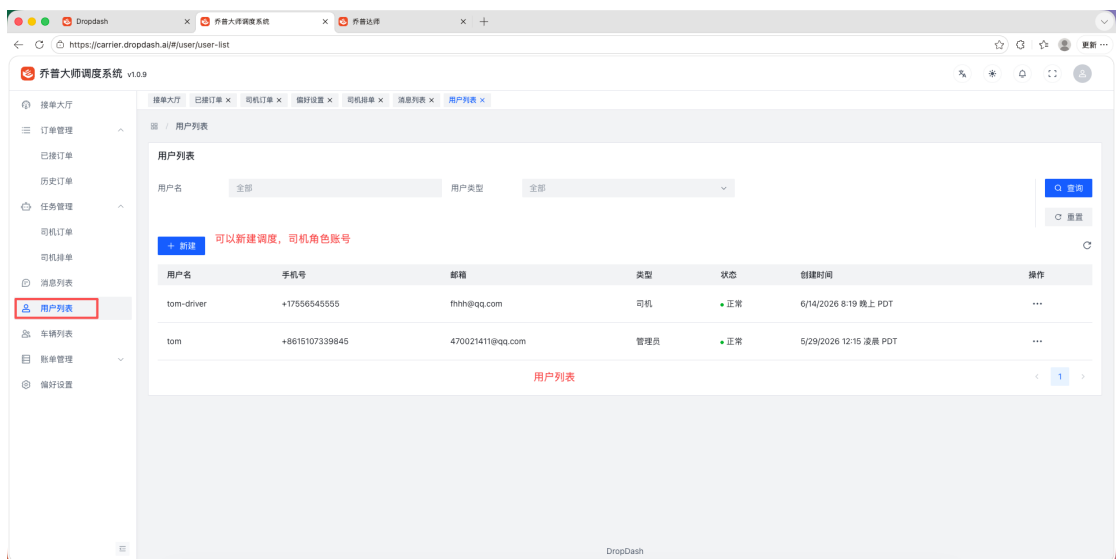 Dropdash
乔普大师调度系统
乔普达师
https://carrier.dropdash.ai/#/user/user-list
更新
乔普大师调度系统 v1.0.9
接单大厅
订单管理
已接订单
历史订单
任务管理
司机订单
司机排单
消息列表
用户列表
车辆列表
账单管理
偏好设置
接单大厅 已接订单 司机订单 偏好设置 司机排单 消息列表 用户列表
/ 用户列表
用户列表
用户名 全部 用户类型 全部 查询
重置
+ 新建 可以新建调度，司机角色账号
用户名 手机号 邮箱 类型 状态 创建时间 操作
tom-driver +17556545555 fhhh@qq.com 司机 正常 6/14/2026 8:19 晚上 PDT ...
tom +8615107339845 470021411@qq.com 管理员 正常 5/29/2026 12:15 凌晨 PDT ...
用户列表
< 1 >
DropDash